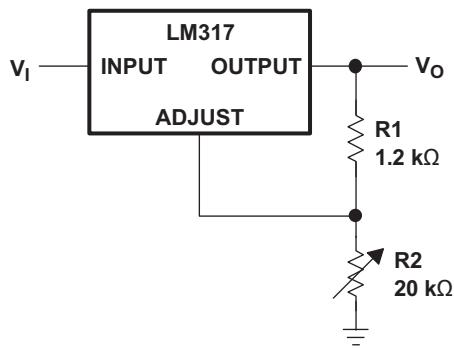 LM317
V_I INPUT OUTPUT V_O
ADJUST
R1
1.2 kΩ
R2
20 kΩ